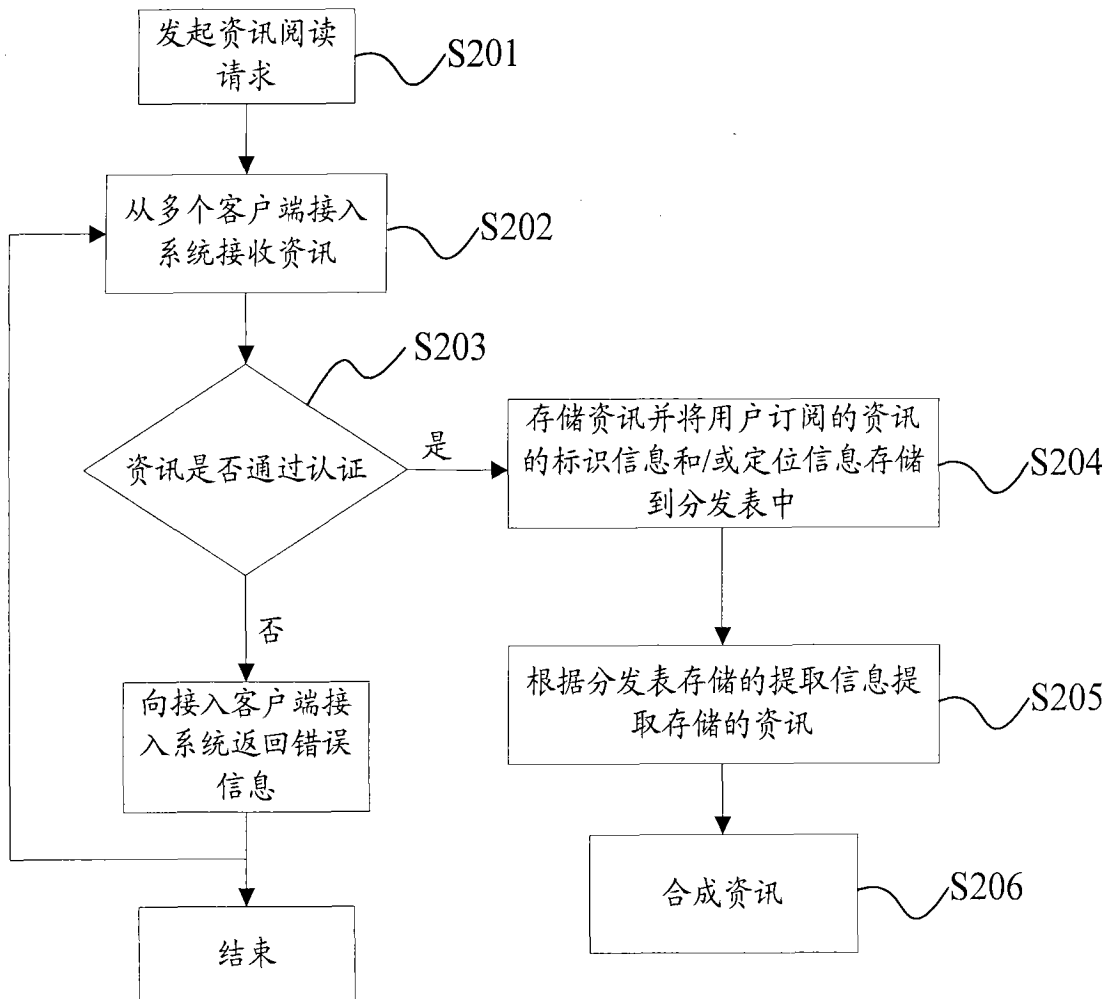 发起资讯阅读
请求
S201
从多个客户端接入
系统接收资讯
S202
S203
资讯是否通过认证
是
存储资讯并将用户订阅的资讯
的标识信息和/或定位信息存储
到分发表中
S204
否
向接入客户端接
入系统返回错误
信息
根据分发表存储的提取信息提
取存储的资讯
S205
合成资讯
S206
结束